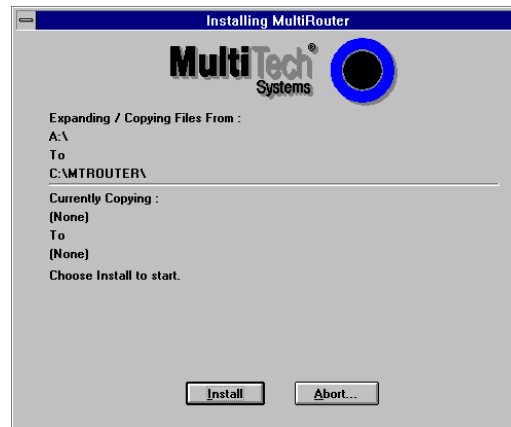 Installing MultiRouter
MultiTech®
Systems
Expanding / Copying Files From :
A:\
To
C:\MTROUTER\
Currently Copying :
(None)
To
(None)
Choose Install to start.
Install
Abort...